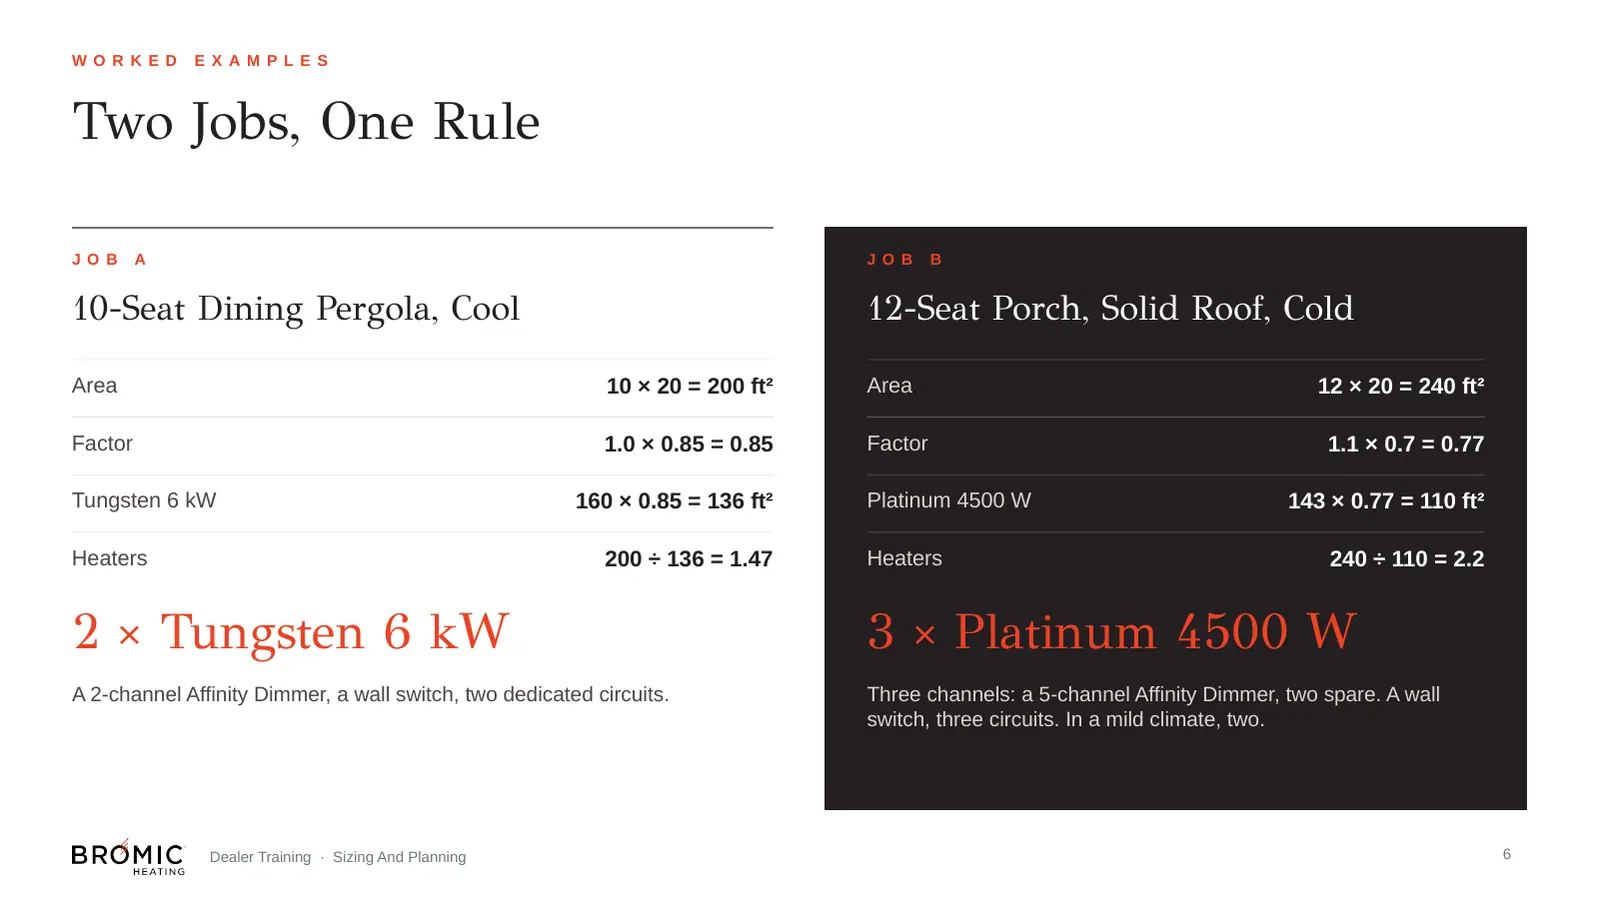 WORKED EXAMPLES
Two Jobs, One Rule
JOB A
10-Seat Dining Pergola, Cool
Area 10 × 20 = 200 ft²
Factor 1.0 × 0.85 = 0.85
Tungsten 6 kW 160 × 0.85 = 136 ft²
Heaters 200 ÷ 136 = 1.47
2 × Tungsten 6 kW
A 2-channel Affinity Dimmer, a wall switch, two dedicated circuits.
JOB B
12-Seat Porch, Solid Roof, Cold
Area 12 × 20 = 240 ft²
Factor 1.1 × 0.7 = 0.77
Platinum 4500 W 143 × 0.77 = 110 ft²
Heaters 240 ÷ 110 = 2.2
3 × Platinum 4500 W
Three channels: a 5-channel Affinity Dimmer, two spare. A wall
switch, three circuits. In a mild climate, two.
BROMIC
HEATING
Dealer Training · Sizing And Planning
6